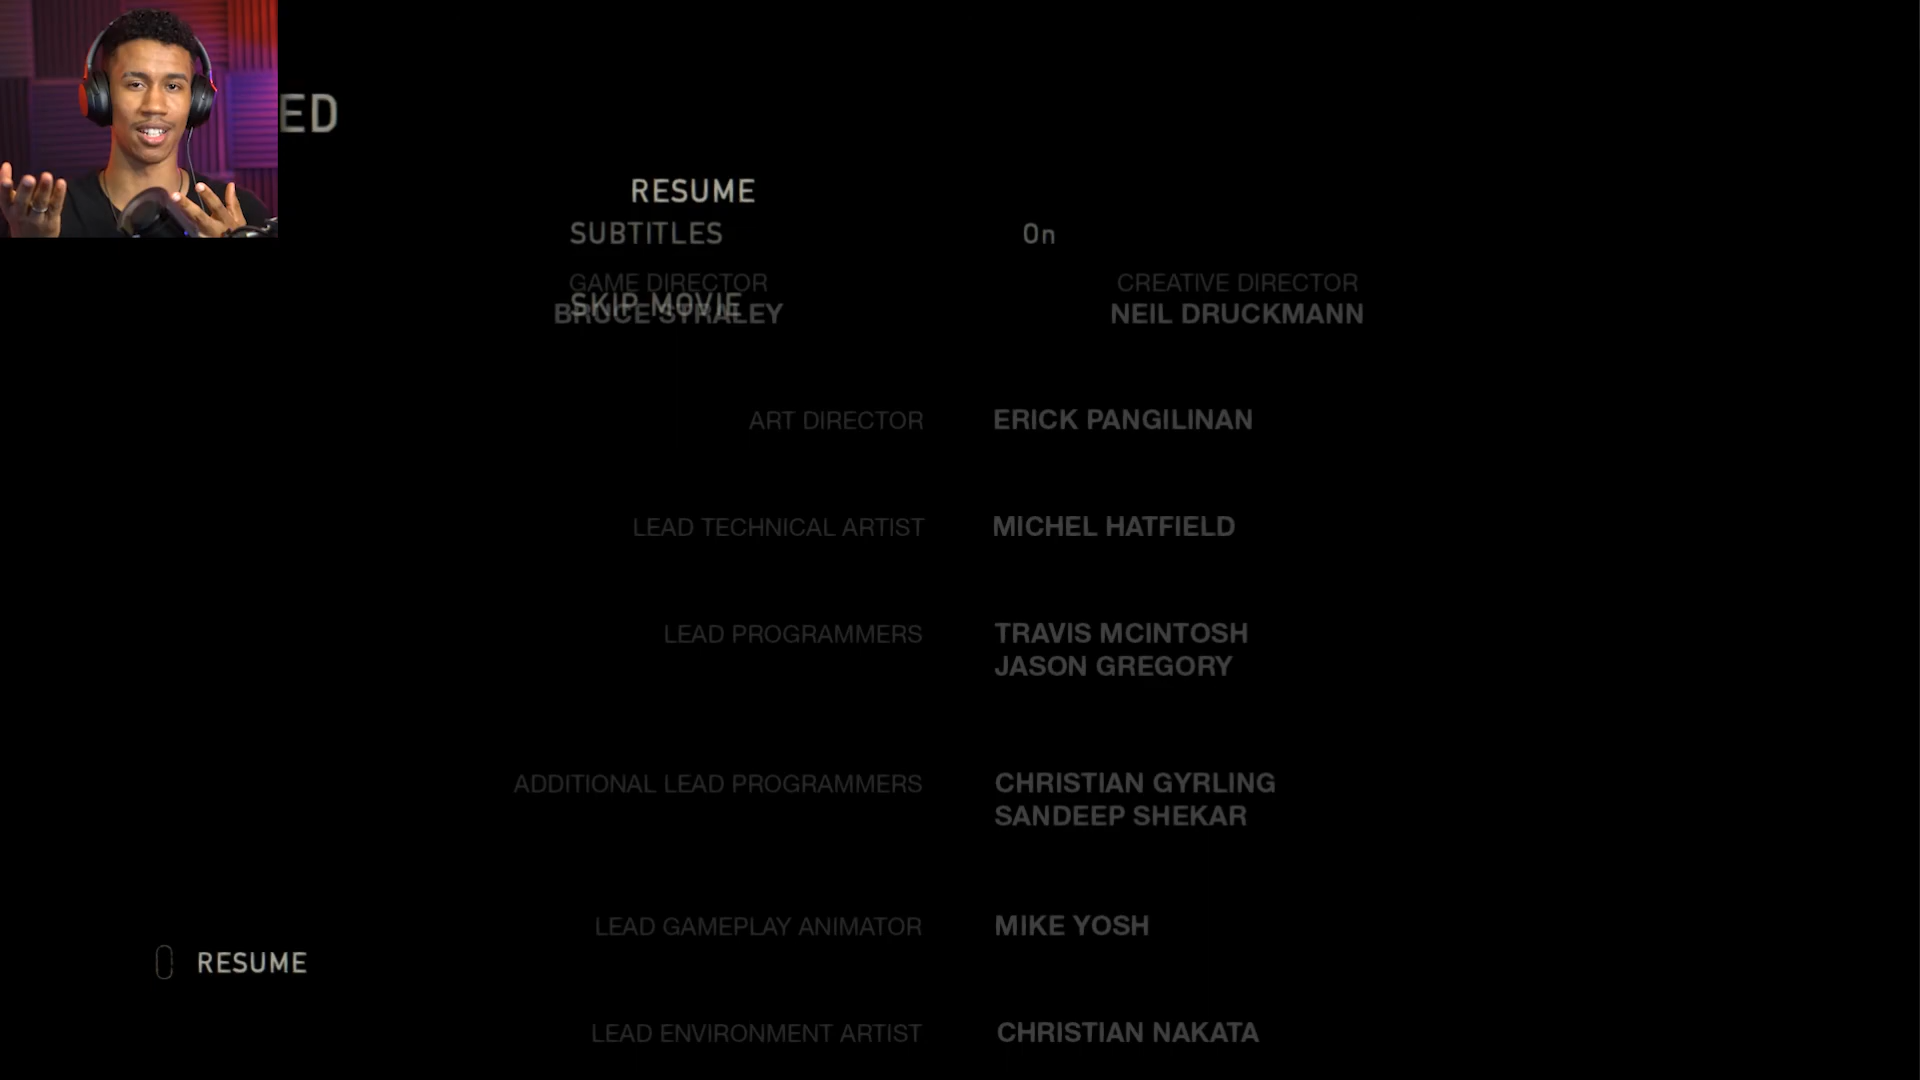 ED
RESUME
SUBTITLES On
GAME DIRECTOR CREATIVE DIRECTOR
SKIP MOVIE
BRUCE STRALEY NEIL DRUCKMANN
ART DIRECTOR ERICK PANGILINAN
LEAD TECHNICAL ARTIST MICHEL HATFIELD
LEAD PROGRAMMERS TRAVIS MCINTOSH
JASON GREGORY
ADDITIONAL LEAD PROGRAMMERS CHRISTIAN GYRLING
SANDEEP SHEKAR
LEAD GAMEPLAY ANIMATOR MIKE YOSH
RESUME
LEAD ENVIRONMENT ARTIST CHRISTIAN NAKATA